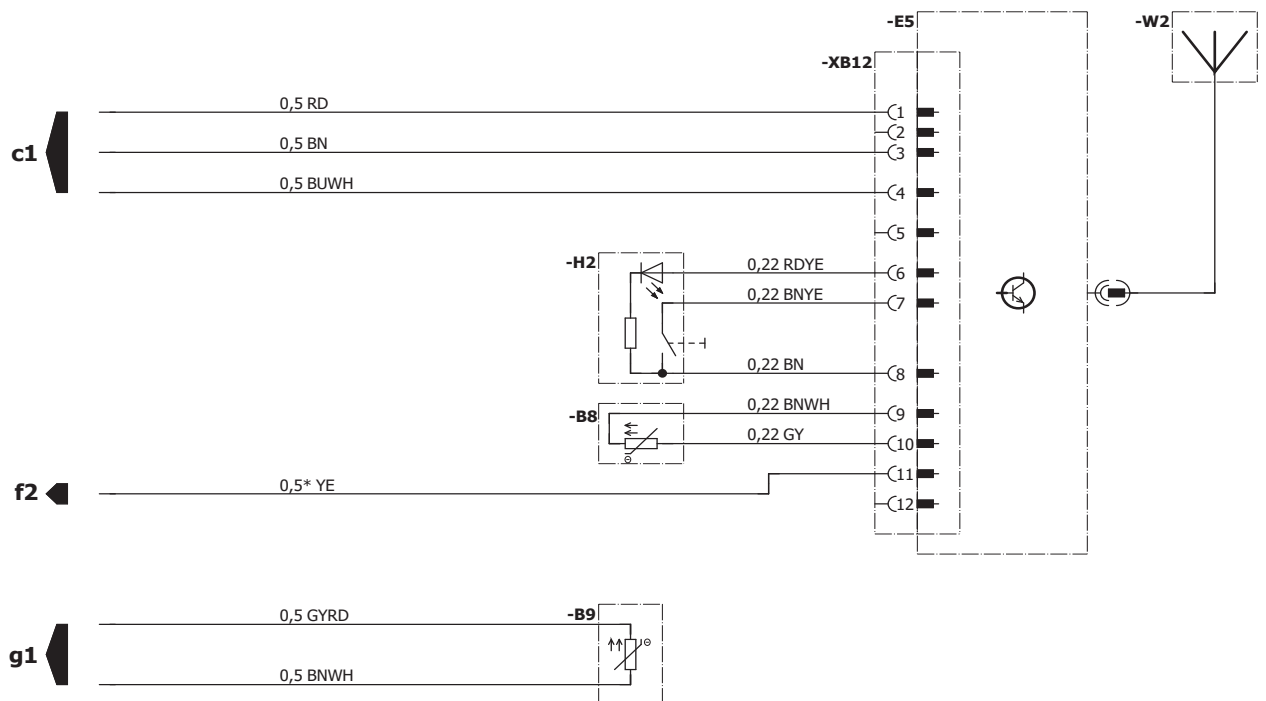 -E5
-W2
-XB12
0,5 RD
1
c1
2
0,5 BN
3
0,5 BUWH
4
5
-H2
0,22 RDYE
6
0,22 BNYE
7
0,22 BN
8
-B8
0,22 BNWH
9
0,22 GY
10
11
f2
0,5* YE
12
0,5 GYRD
-B9
g1
0,5 BNWH